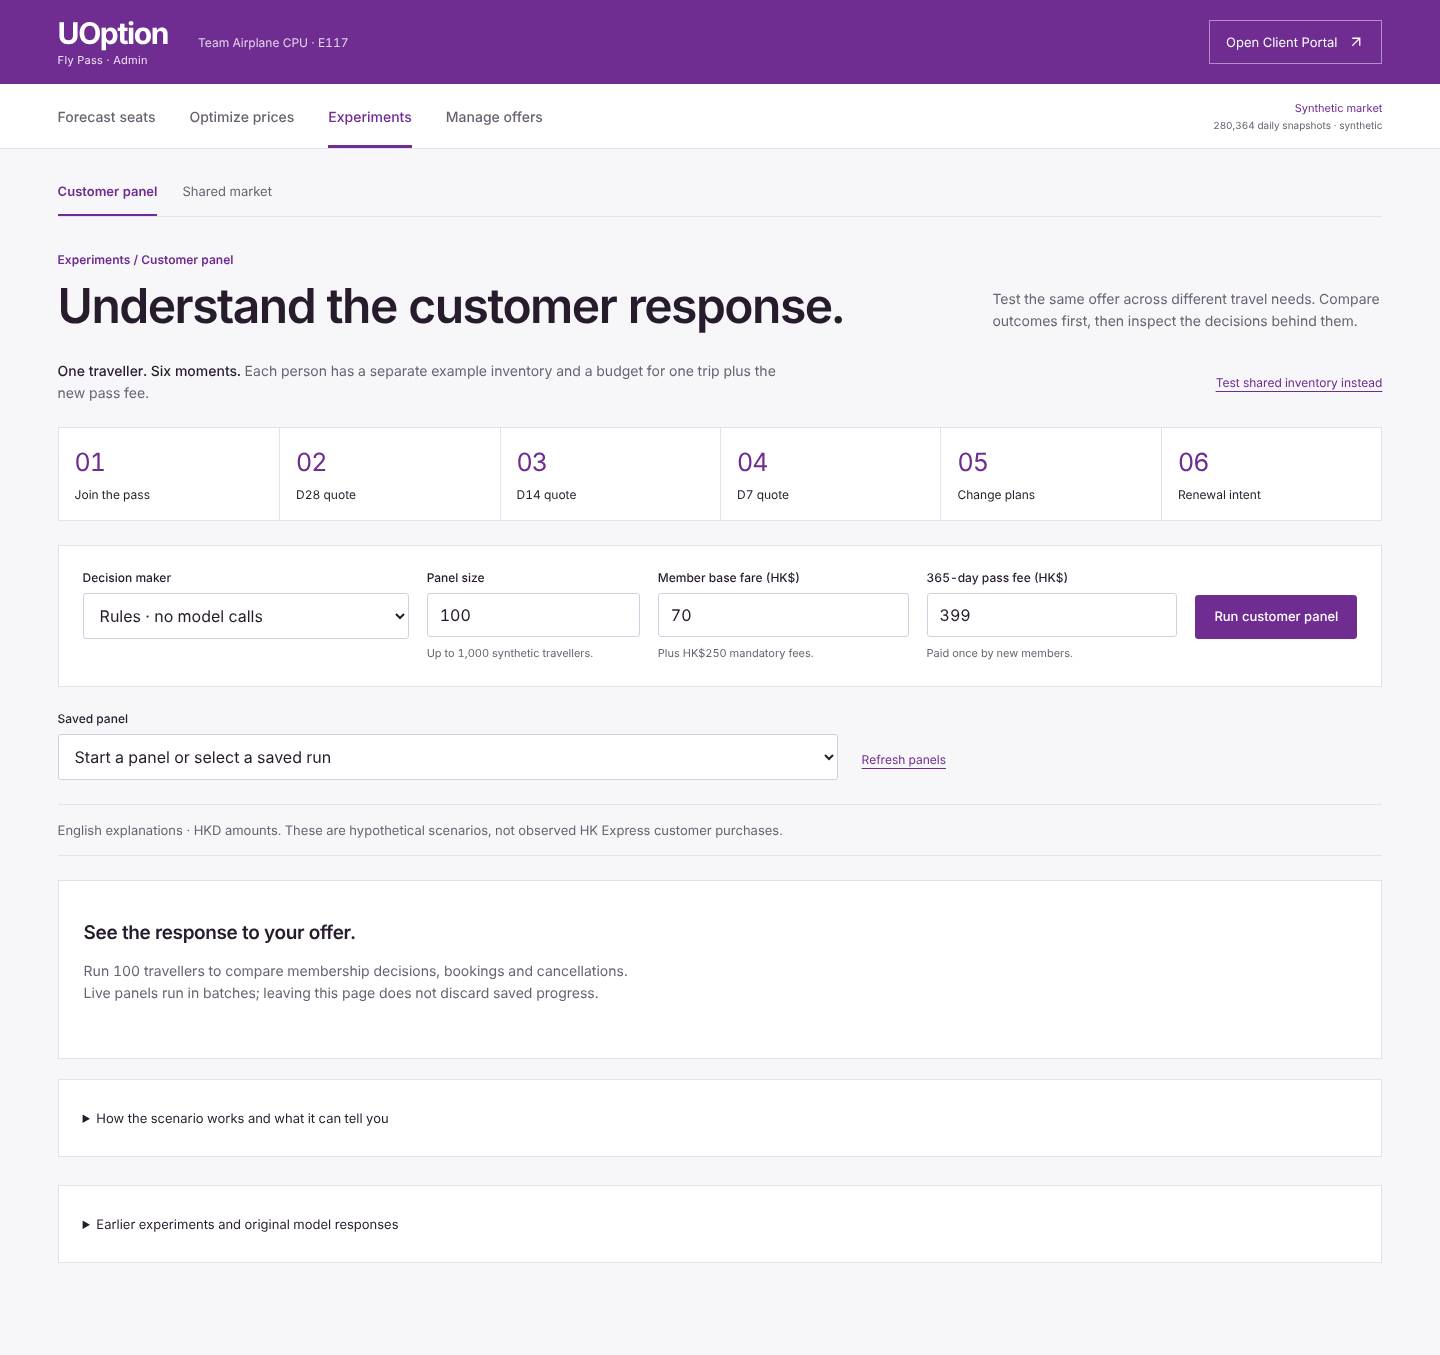 UOption
Fly Pass · Admin
Team Airplane CPU · E117
Open Client Portal
Forecast seats
Optimize prices
Experiments
Manage offers
Synthetic market
280,364 daily snapshots · synthetic
Customer panel
Shared market
Experiments / Customer panel
Understand the customer response.
Test the same offer across different travel needs. Compare
outcomes first, then inspect the decisions behind them.
One traveller. Six moments. Each person has a separate example inventory and a budget for one trip plus the
new pass fee.
Test shared inventory instead
01
Join the pass
02
D28 quote
03
D14 quote
04
D7 quote
05
Change plans
06
Renewal intent
Decision maker
Rules · no model calls
Panel size
100
Up to 1,000 synthetic travellers.
Member base fare (HK$)
70
Plus HK$250 mandatory fees.
365-day pass fee (HK$)
399
Paid once by new members.
Run customer panel
Saved panel
Start a panel or select a saved run
Refresh panels
English explanations · HKD amounts. These are hypothetical scenarios, not observed HK Express customer purchases.
See the response to your offer.
Run 100 travellers to compare membership decisions, bookings and cancellations.
Live panels run in batches; leaving this page does not discard saved progress.
How the scenario works and what it can tell you
Earlier experiments and original model responses